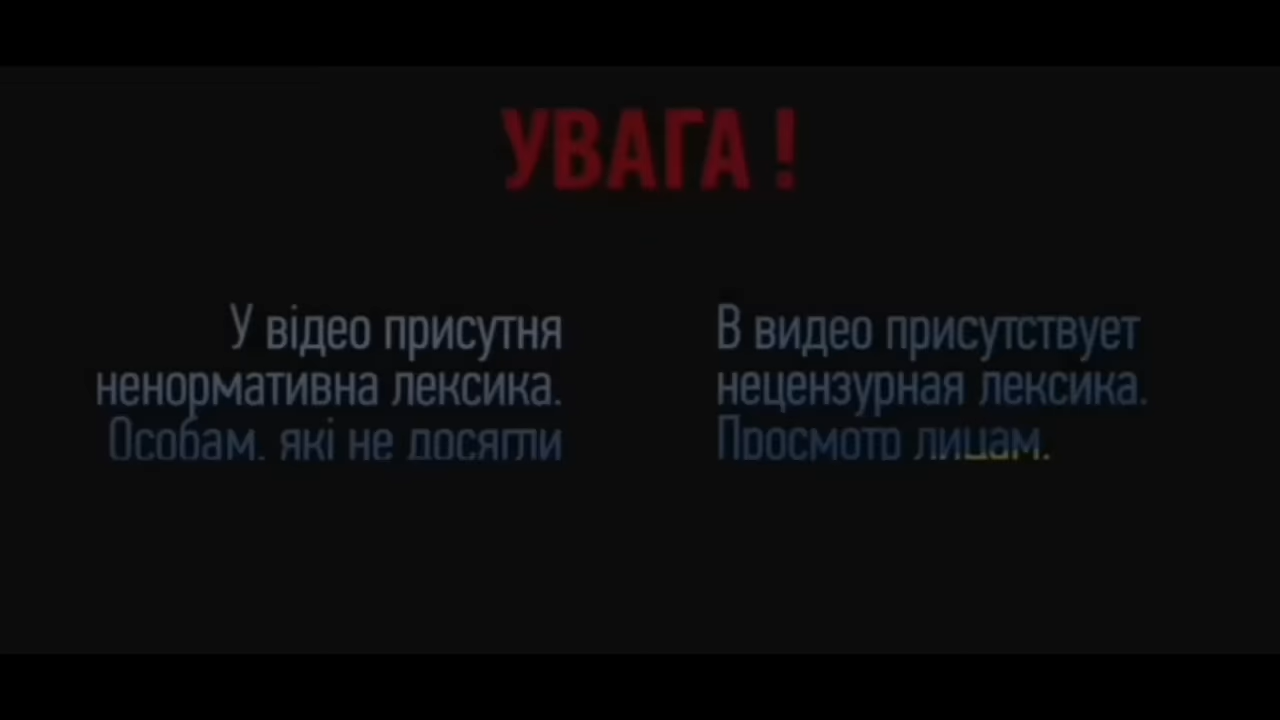 УВАГА !
У відео присутня
ненормативна лексика.
Особам, які не досягли
В видео присутствует
нецензурная лексика.
Просмотр лицам,